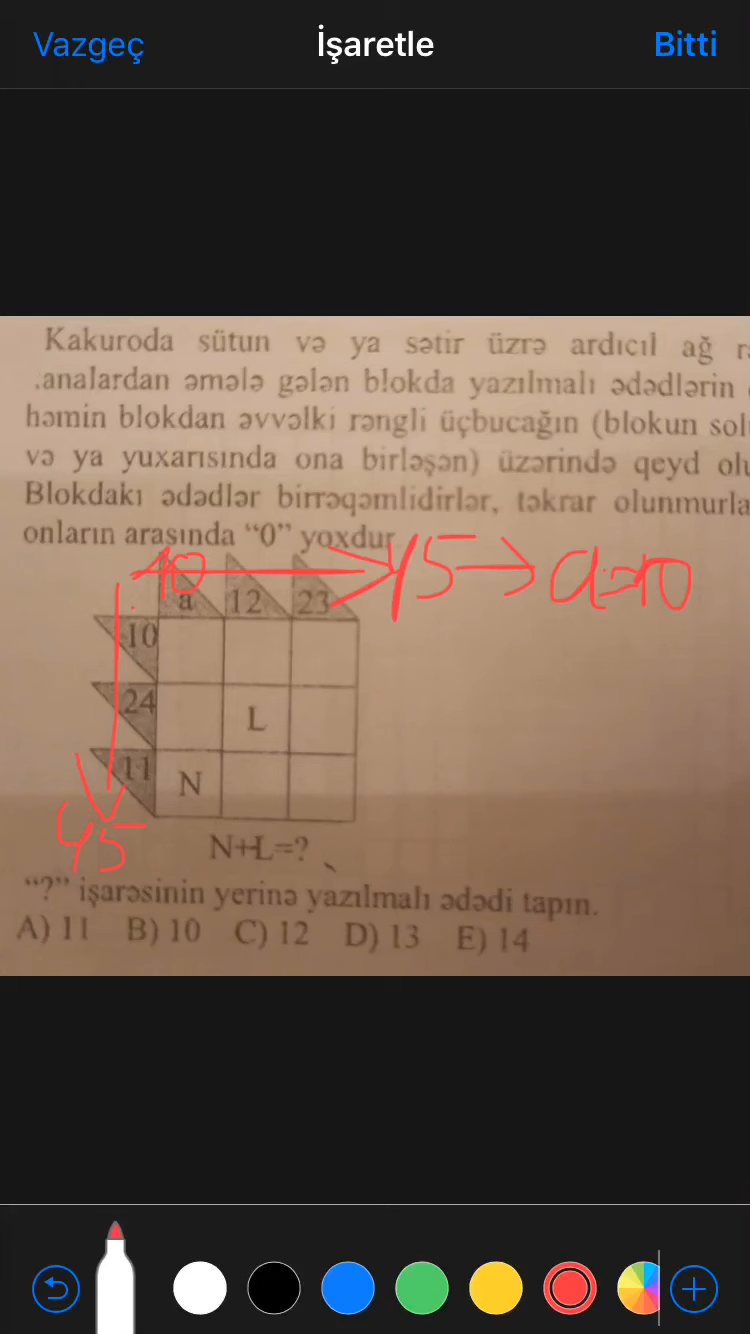 Vazgeç İşaretle Bitti
Kakuroda sütun və ya sətir üzrə ardıcıl ağ
.analardan əmələ gələn blokda yazılmalı ədədlərin
həmin blokdan əvvəlki rəngli üçbucağın (blokun sol
və ya yuxarısında ona birləşən) üzərində qeyd olu
Blokdakı ədədlər birrəqəmlidirlər, təkrar olunmurla
onların arasında “0” yoxdur
10 45 a=10
a 12 23
10
24 L
11 N
45
N+L=?
“?” işarəsinin yerinə yazılmalı ədədi tapın.
A) 11 B) 10 C) 12 D) 13 E) 14